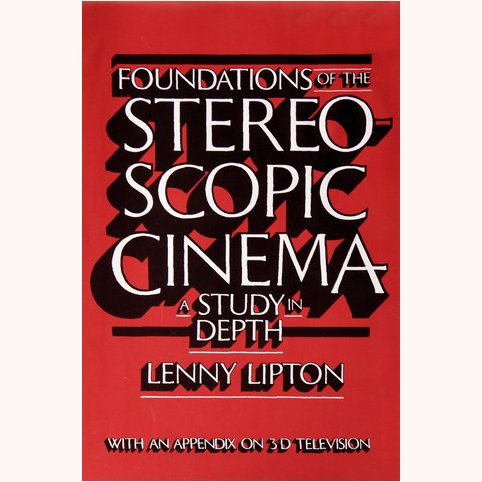 FOUNDATIONS OF THE
STEREO-
SCOPIC
CINEMA
A STUDY IN
DEPTH
LENNY LIPTON
WITH AN APPENDIX ON 3-D TELEVISION